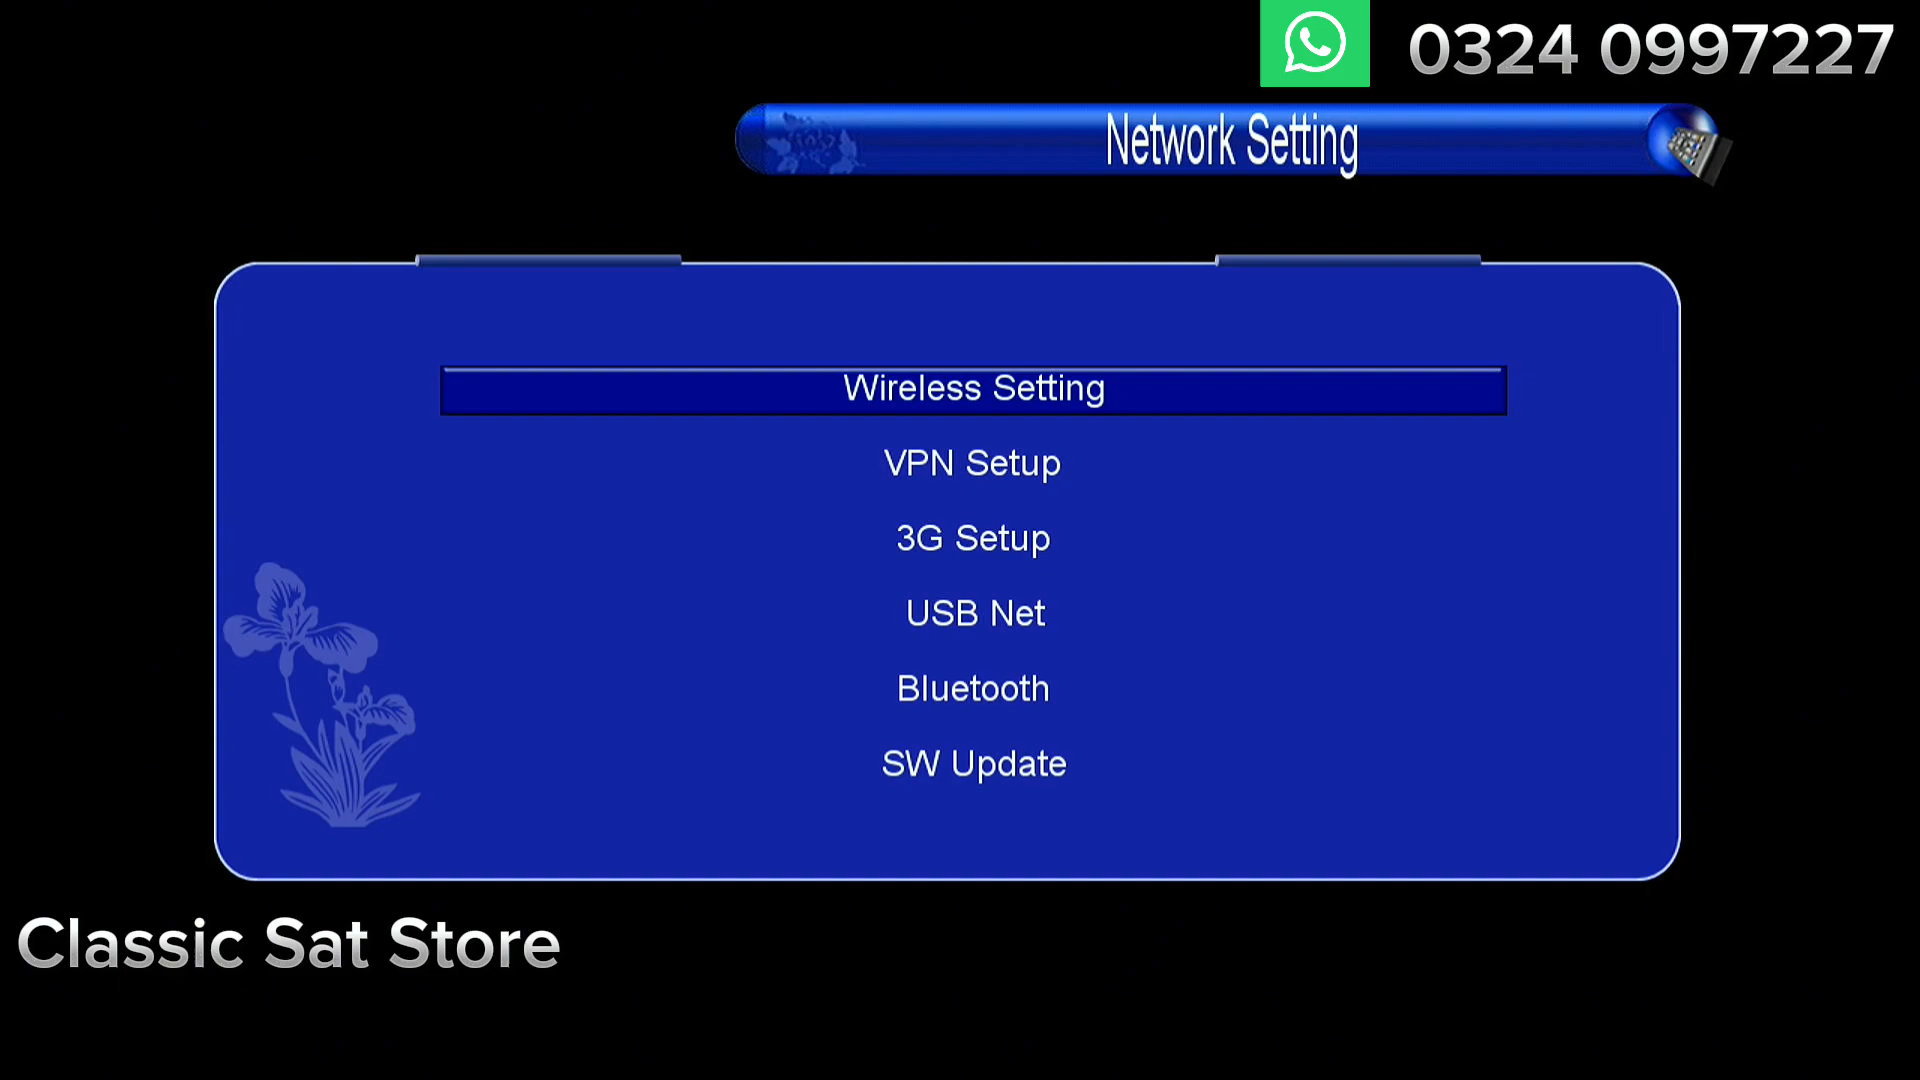 0324 0997227
Network Setting
Wireless Setting
VPN Setup
3G Setup
USB Net
Bluetooth
SW Update
Classic Sat Store